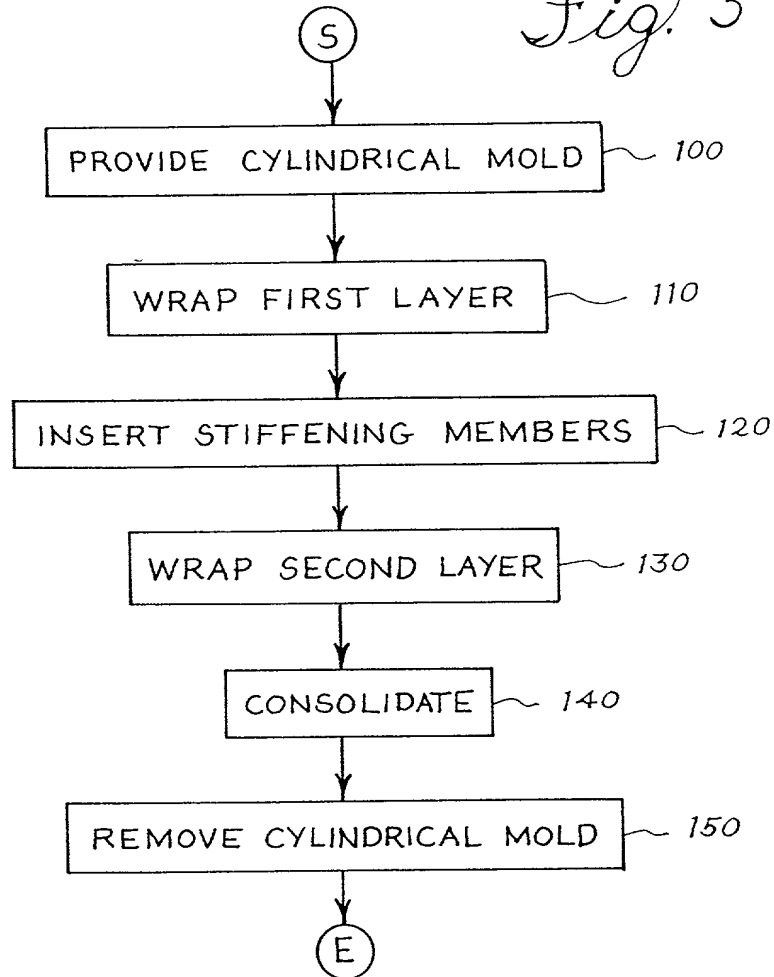 Fig. 3
S
PROVIDE CYLINDRICAL MOLD 100
WRAP FIRST LAYER 110
INSERT STIFFENING MEMBERS 120
WRAP SECOND LAYER 130
CONSOLIDATE 140
REMOVE CYLINDRICAL MOLD 150
E